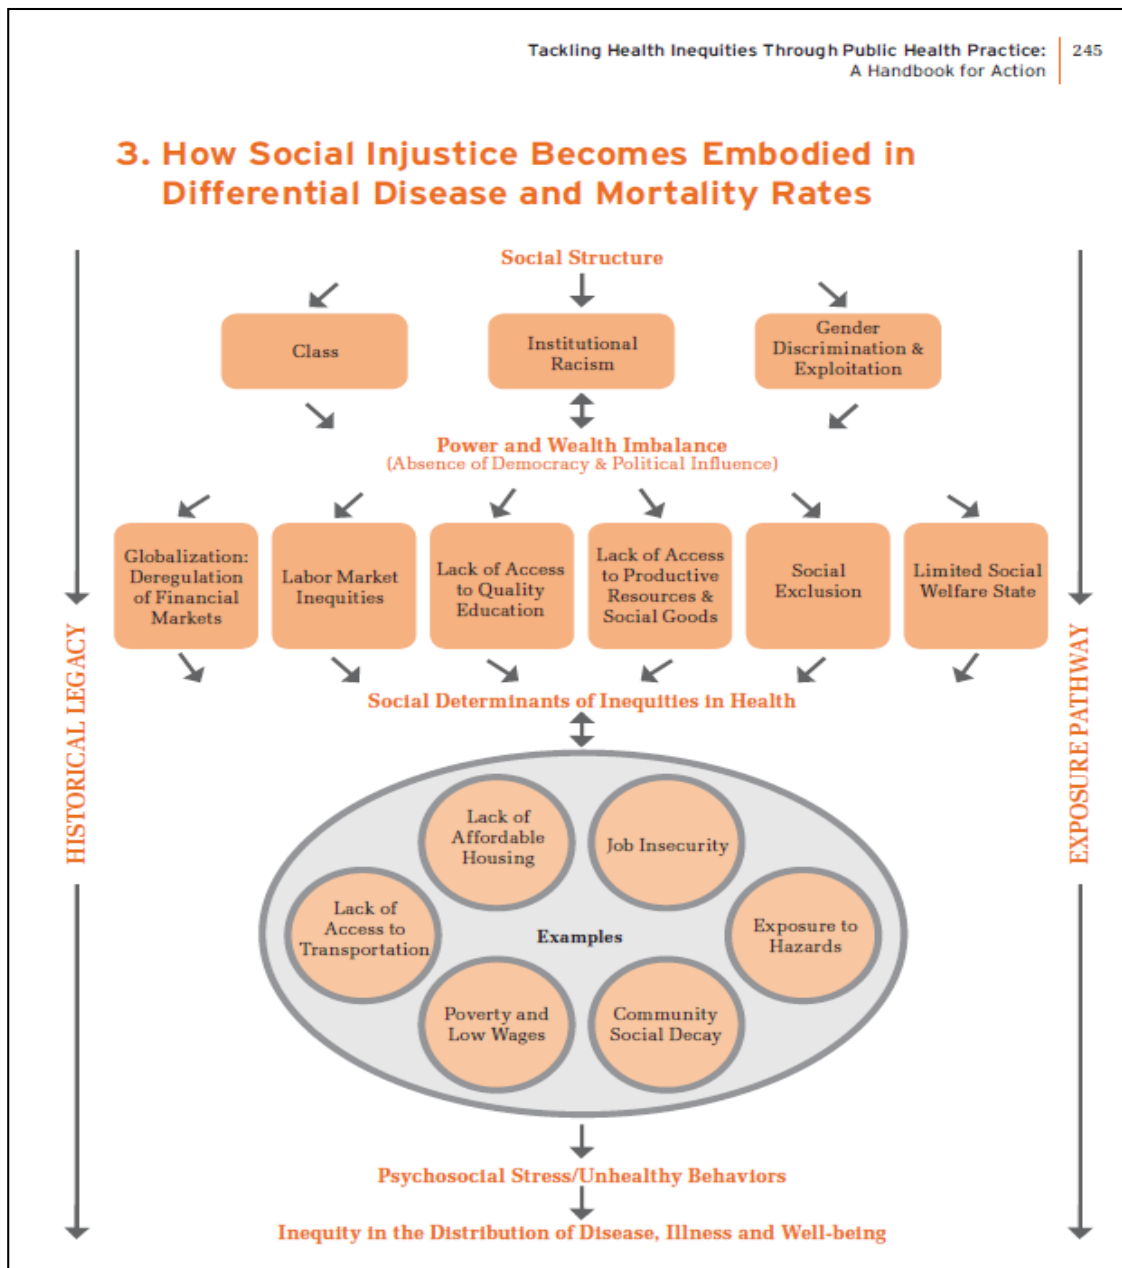 Tackling Health Inequities Through Public Health Practice:
A Handbook for Action
245
3. How Social Injustice Becomes Embodied in
Differential Disease and Mortality Rates
Social Structure
Class
Institutional
Racism
Gender
Discrimination &
Exploitation
Power and Wealth Imbalance
(Absence of Democracy & Political Influence)
Globalization:
Deregulation
of Financial
Markets
Labor Market
Inequities
Lack of Access
to Quality
Education
Lack of Access
to Productive
Resources &
Social Goods
Social
Exclusion
Limited Social
Welfare State
HISTORICAL LEGACY
EXPOSURE PATHWAY
Social Determinants of Inequities in Health
Lack of
Affordable
Housing
Job Insecurity
Lack of
Access to
Transportation
Examples
Exposure to
Hazards
Poverty and
Low Wages
Community
Social Decay
Psychosocial Stress/Unhealthy Behaviors
Inequity in the Distribution of Disease, Illness and Well-being